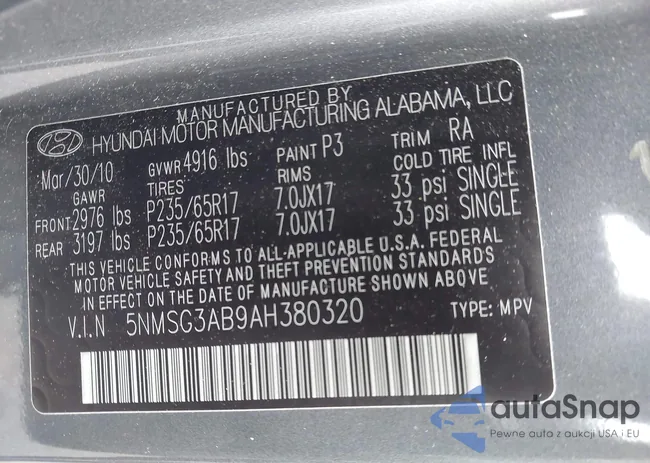 MANUFACTURED BY
HYUNDAI MOTOR MANUFACTURING ALABAMA, LLC
Mar/30/10 GVWR 4916 lbs PAINT P3 TRIM RA
GAWR TIRES RIMS COLD TIRE INFL
FRONT 2976 lbs P235/65R17 7.0JX17 33 psi SINGLE
REAR 3197 lbs P235/65R17 7.0JX17 33 psi SINGLE
THIS VEHICLE CONFORMS TO ALL-APPLICABLE U.S.A. FEDERAL
MOTOR VEHICLE SAFETY AND THEFT PREVENTION STANDARDS
IN EFFECT ON THE DATE OF MANUFACTURE SHOWN ABOVE
V.I.N 5NMSG3AB9AH380320 TYPE: MPV
autaSnap
Pewne auta z aukcji USA i EU